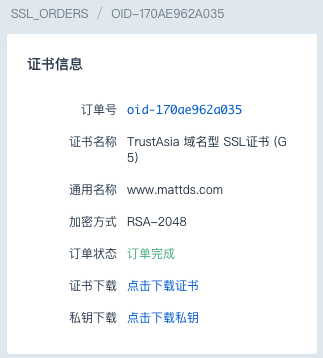 SSL_ORDERS / OID-170AE962A035
证书信息
订单号 oid-170ae962a035
证书名称 TrustAsia 域名型 SSL证书 (G
5)
通用名称 www.mattds.com
加密方式 RSA-2048
订单状态 订单完成
证书下载 点击下载证书
私钥下载 点击下载私钥